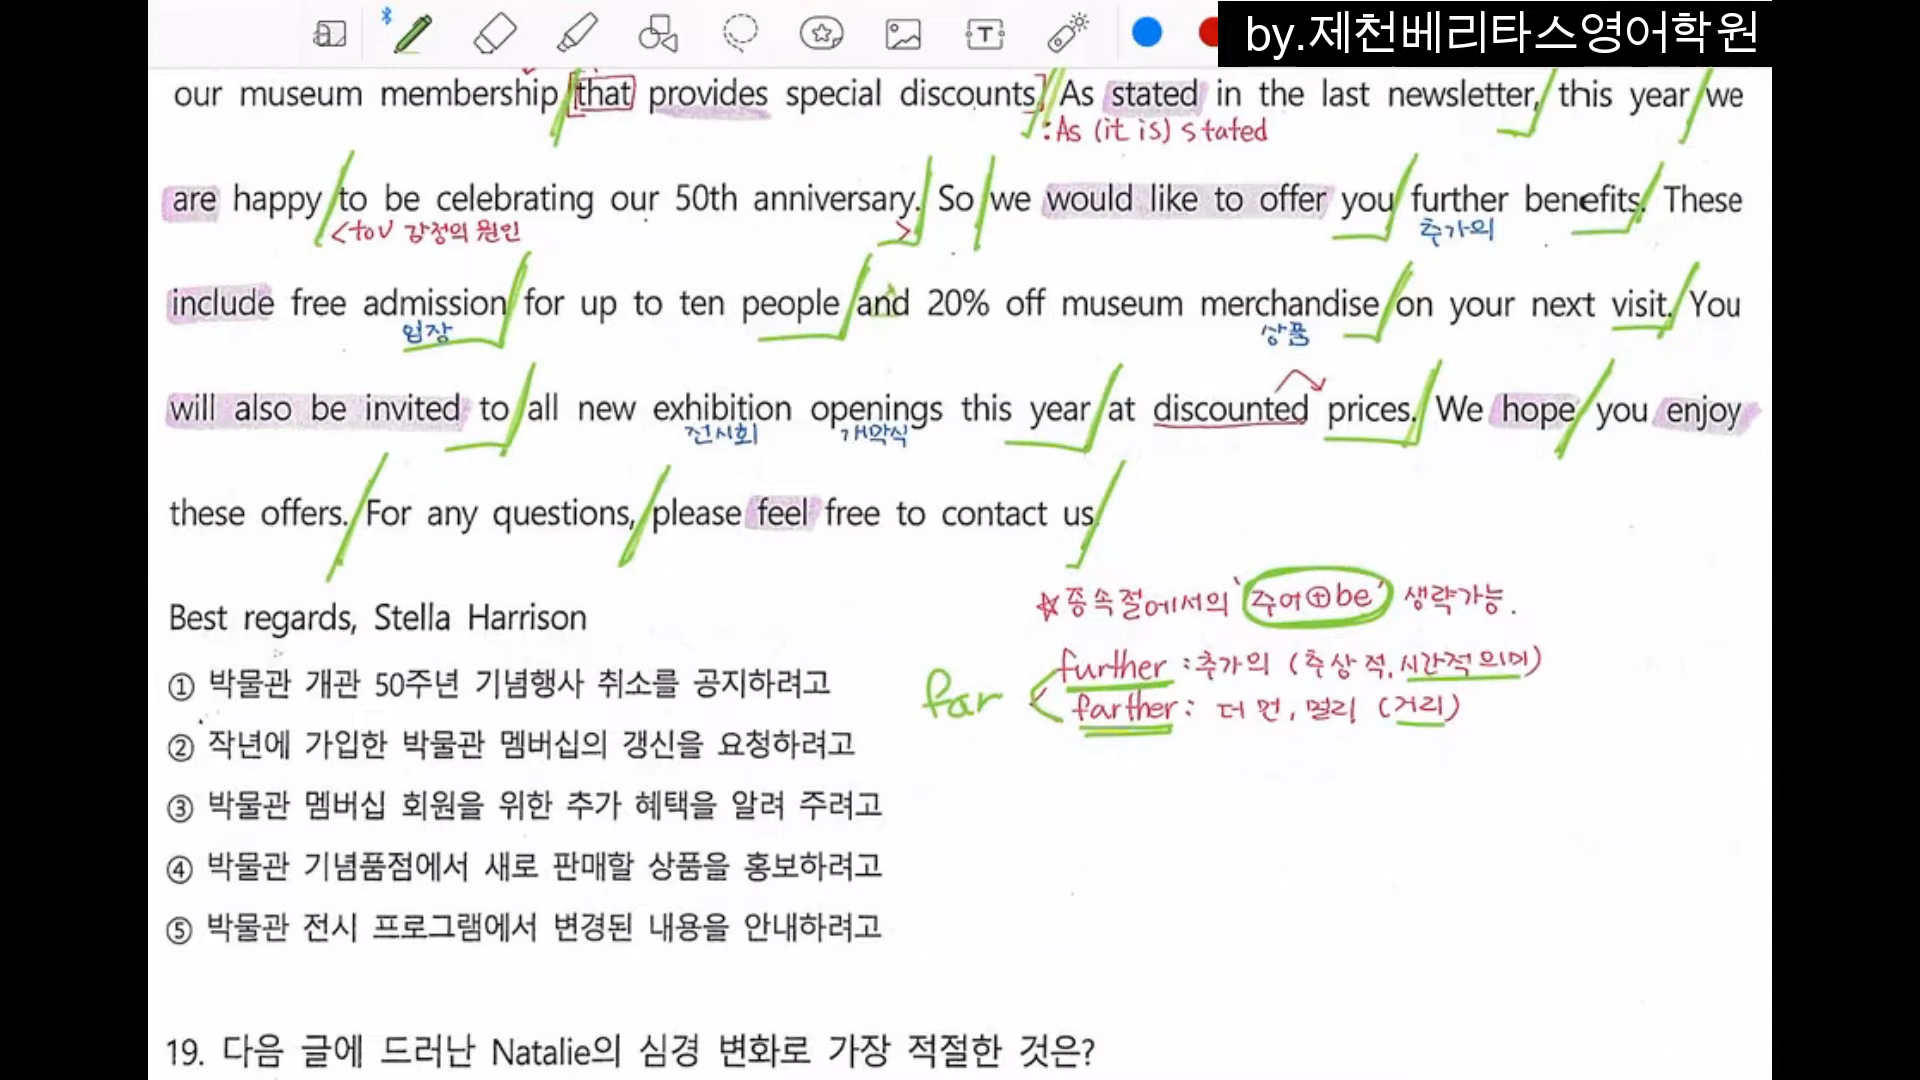 by.제천베리타스영어학원
our museum membership that provides special discounts. As stated in the last newsletter, this year we
: As (it is) stated
are happy to be celebrating our 50th anniversary. So we would like to offer you further benefits. These
<toV 감정의 원인 >
추가의
include free admission for up to ten people and 20% off museum merchandise on your next visit. You
입장
상품
will also be invited to all new exhibition openings this year at discounted prices. We hope you enjoy
전시회
개막식
these offers. For any questions, please feel free to contact us.
☆종속절에서의 '주어⊕be' 생략가능.
Best regards, Stella Harrison
far
further : 추가의 (추상적, 시간적 의미)
farther : 더 먼, 멀리 (거리)
① 박물관 개관 50주년 기념행사 취소를 공지하려고
② 작년에 가입한 박물관 멤버십의 갱신을 요청하려고
③ 박물관 멤버십 회원을 위한 추가 혜택을 알려 주려고
④ 박물관 기념품점에서 새로 판매할 상품을 홍보하려고
⑤ 박물관 전시 프로그램에서 변경된 내용을 안내하려고
19. 다음 글에 드러난 Natalie의 심경 변화로 가장 적절한 것은?